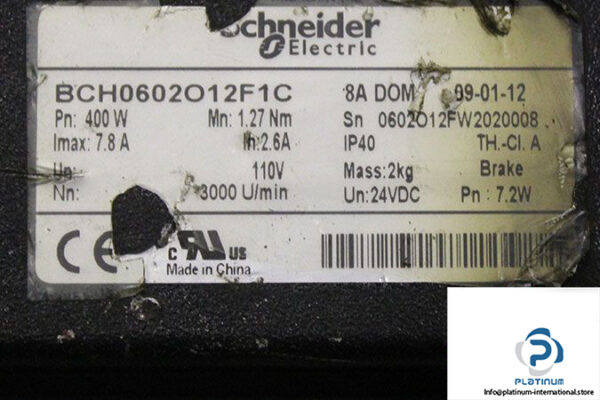 Schneider
Electric
BCH0602O12F1C 8A DOM 09-01-12
Pn: 400 W Mn: 1.27 Nm Sn 0602O12FW2020008
Imax: 7.8 A In: 2.6A IP40 TH.-Cl. A
Un: 110V Mass:2kg Brake
Nn: 3000 U/min Un:24VDC Pn : 7.2W
CE c US
Made in China
PLATINUM
Info@platinum-international.store